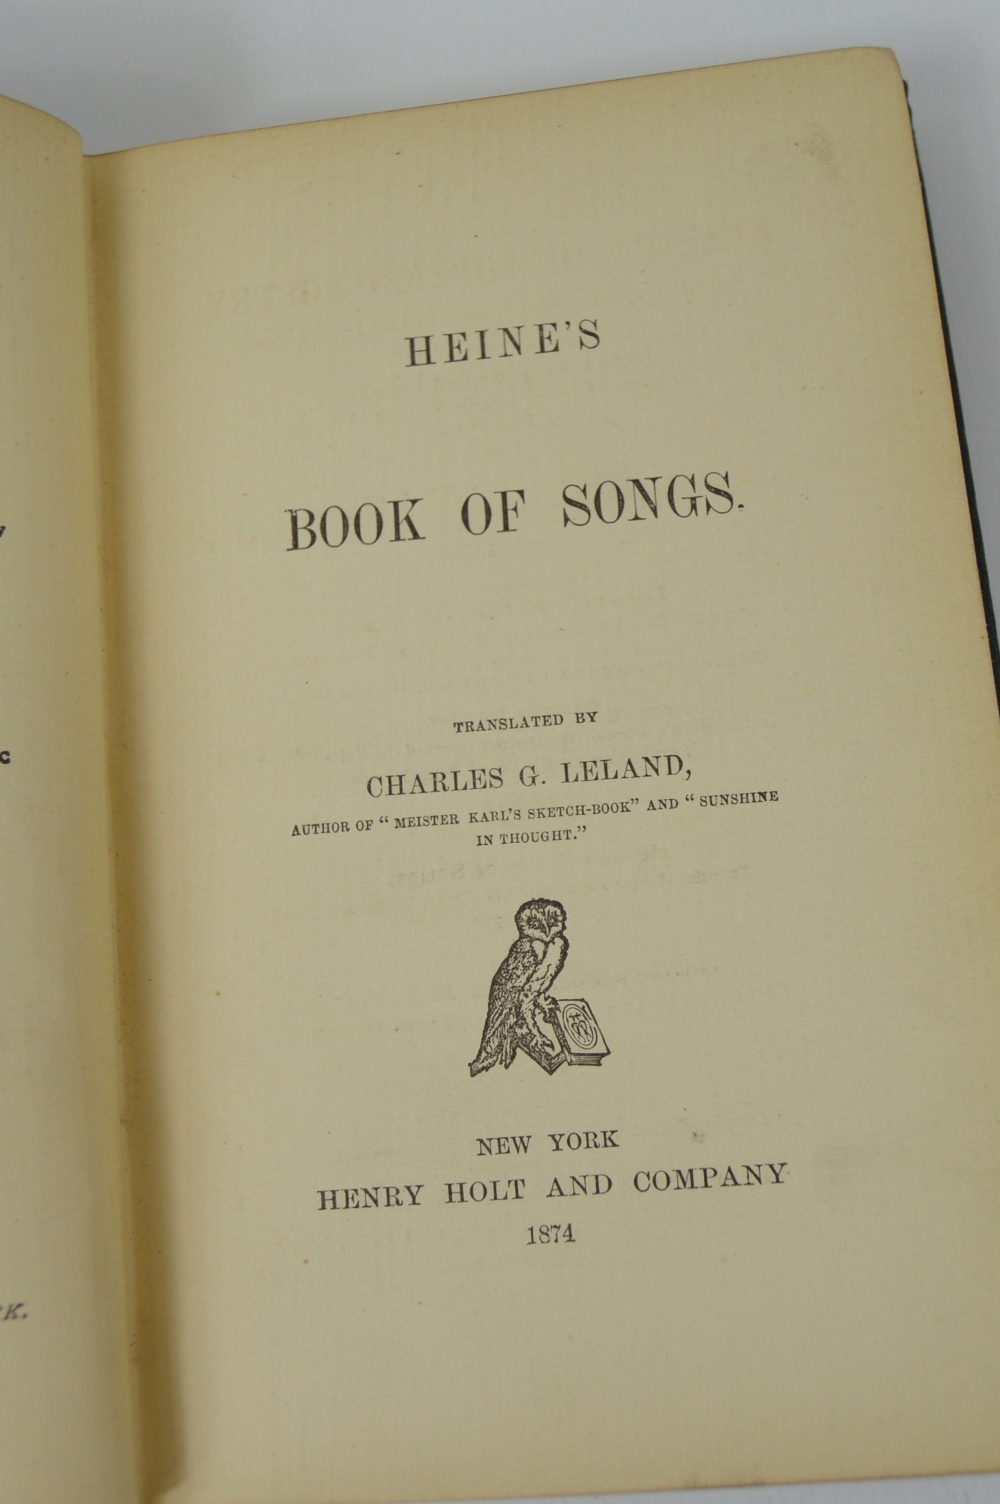 HEINE'S
BOOK OF SONGS.
TRANSLATED BY
CHARLES G. LELAND,
AUTHOR OF "MEISTER KARL'S SKETCH-BOOK" AND "SUNSHINE
IN THOUGHT."
NEW YORK
HENRY HOLT AND COMPANY
1874